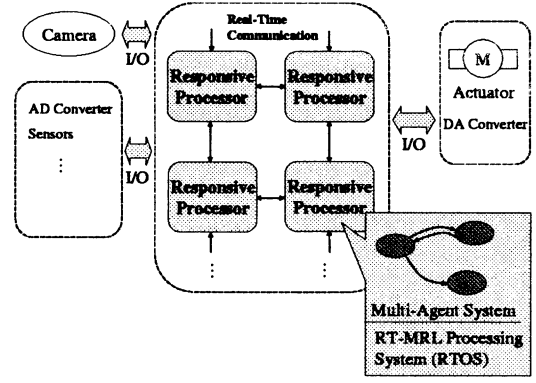 Camera
I/O
Real-Time
Communication
Responsive
Processor
Responsive
Processor
M
Actuator
DA Converter
I/O
AD Converter
Sensors
⋮
I/O
Responsive
Processor
Responsive
Processor
⋮
⋮
Multi-Agent System
RT-MRL Processing
System (RTOS)